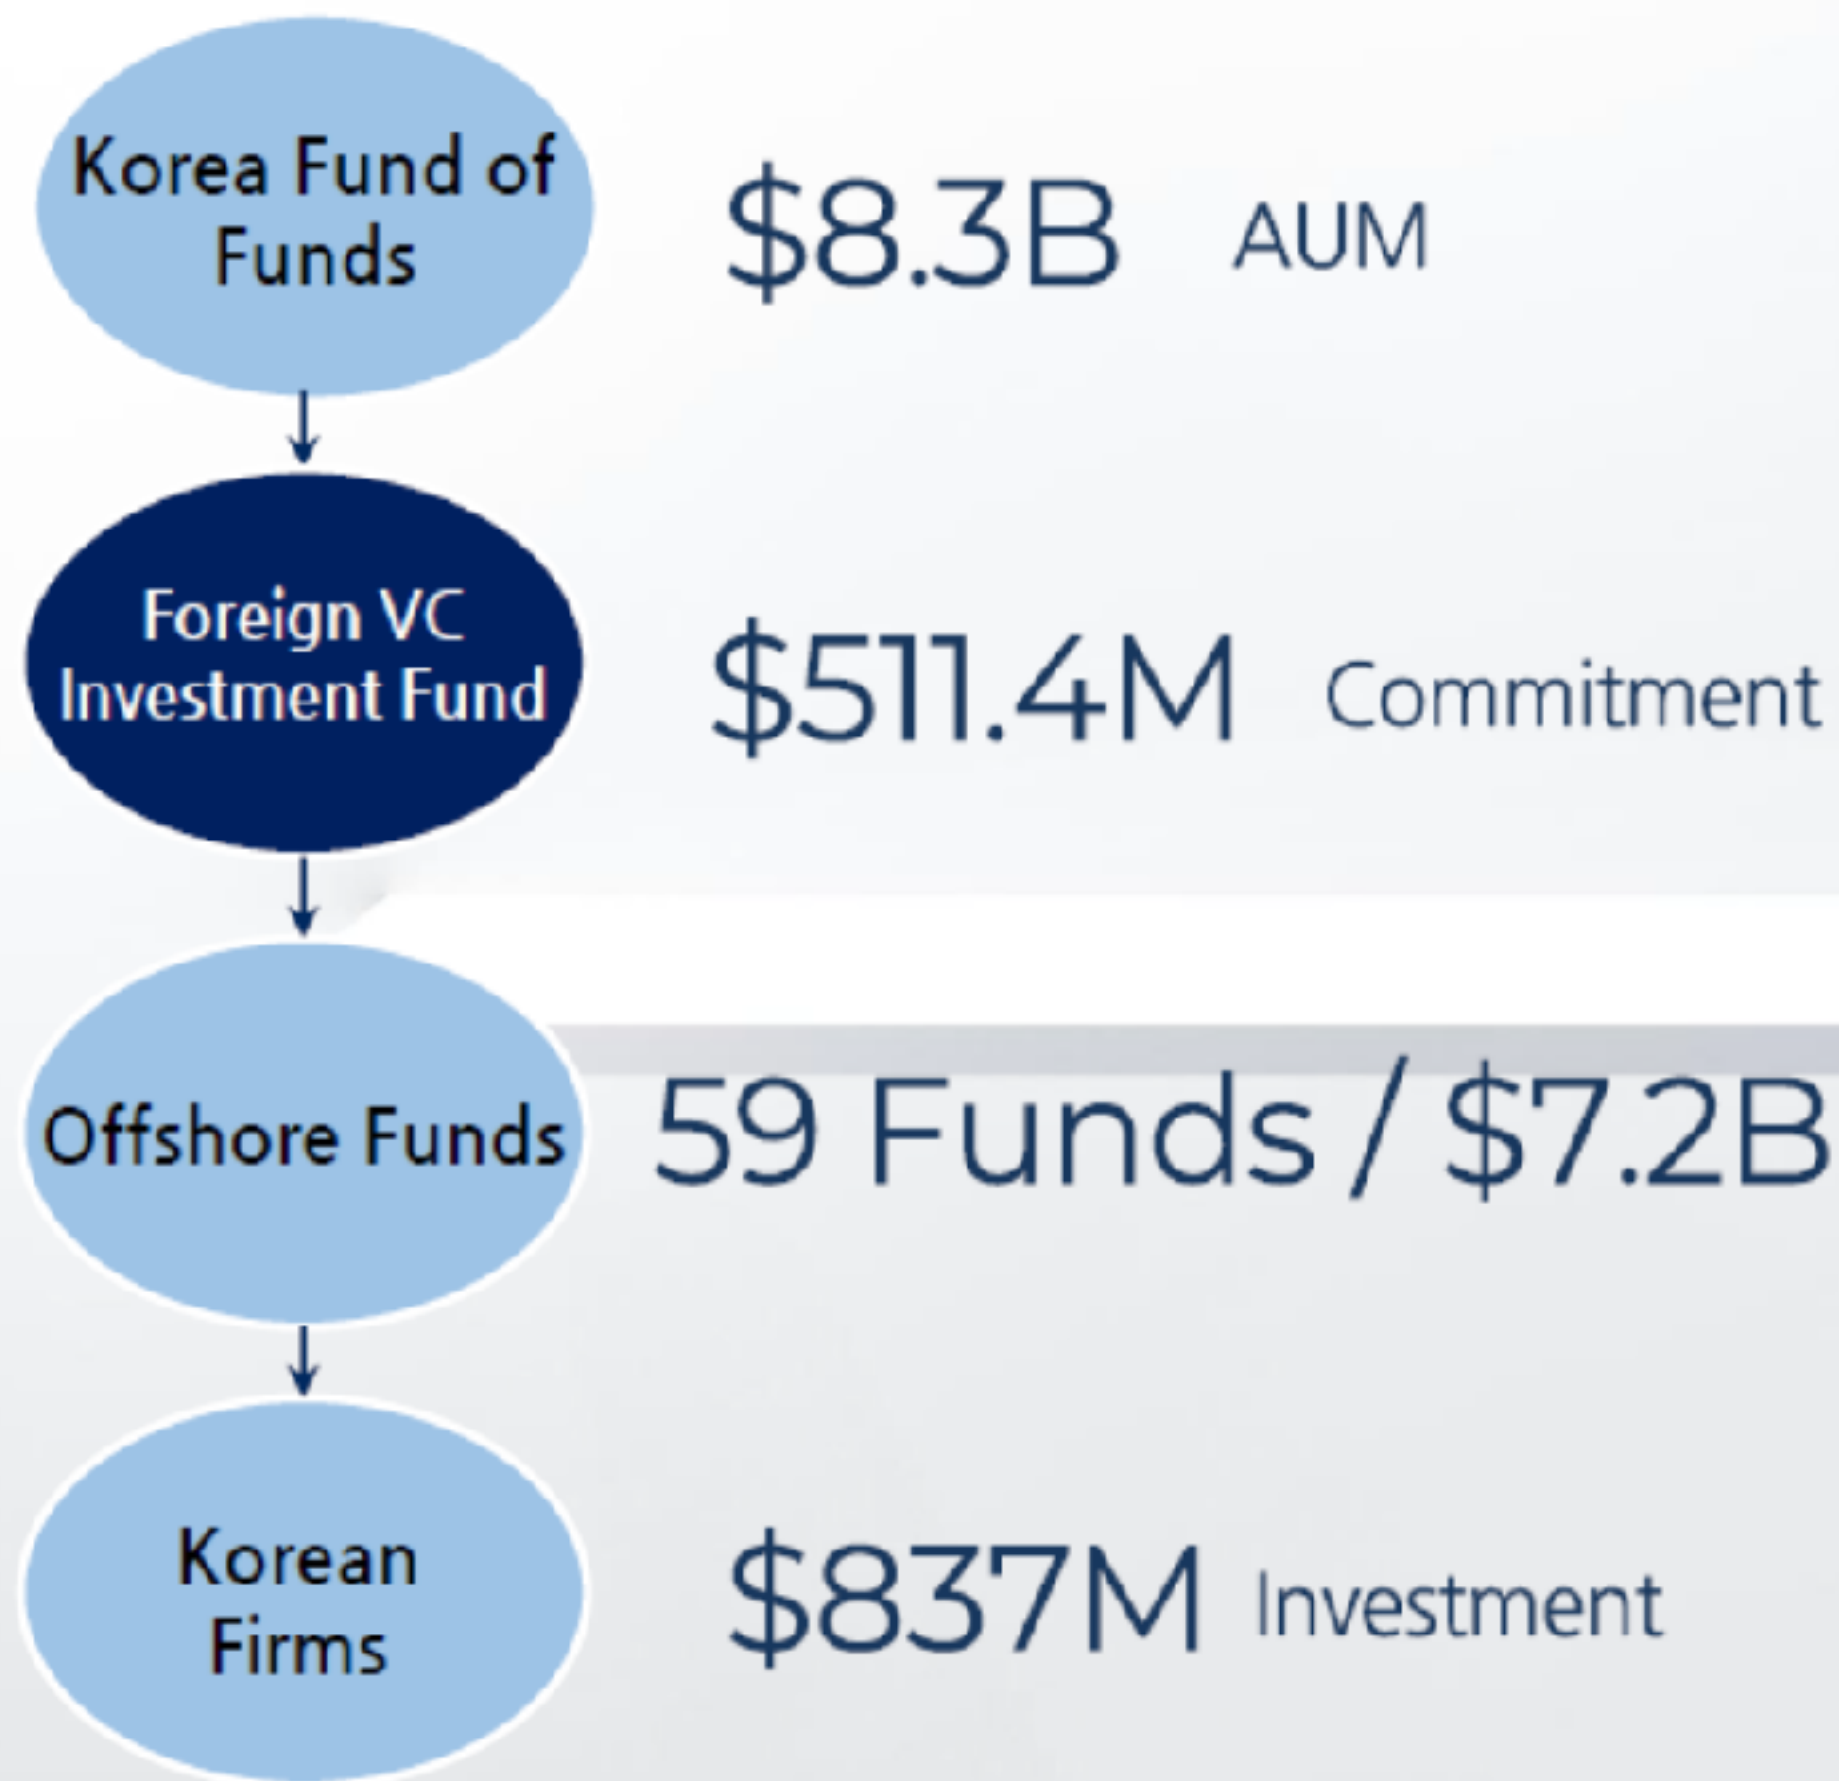 Korea Fund of
Funds
$8.3B AUM
Foreign VC
Investment Fund
$511.4M Commitment
Offshore Funds
59 Funds / $7.2B
Korean
Firms
$837M Investment